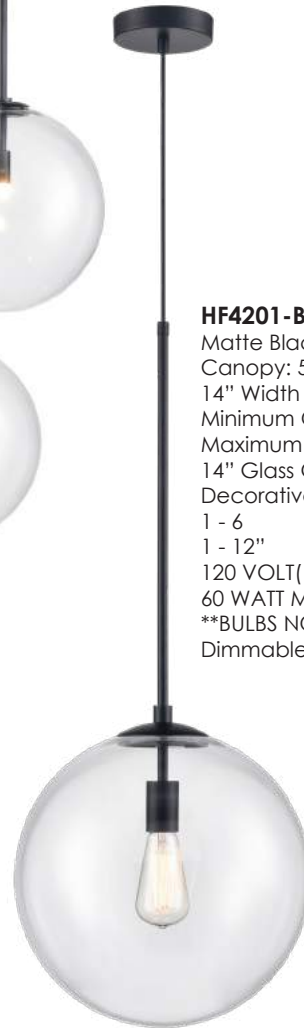 HF4201-B
Matte Blac
Canopy: 5
14” Width
Minimum
Maximum
14” Glass
Decorative
1 - 6
1 - 12”
120 VOLT(
60 WATT M
**BULBS NO
Dimmable